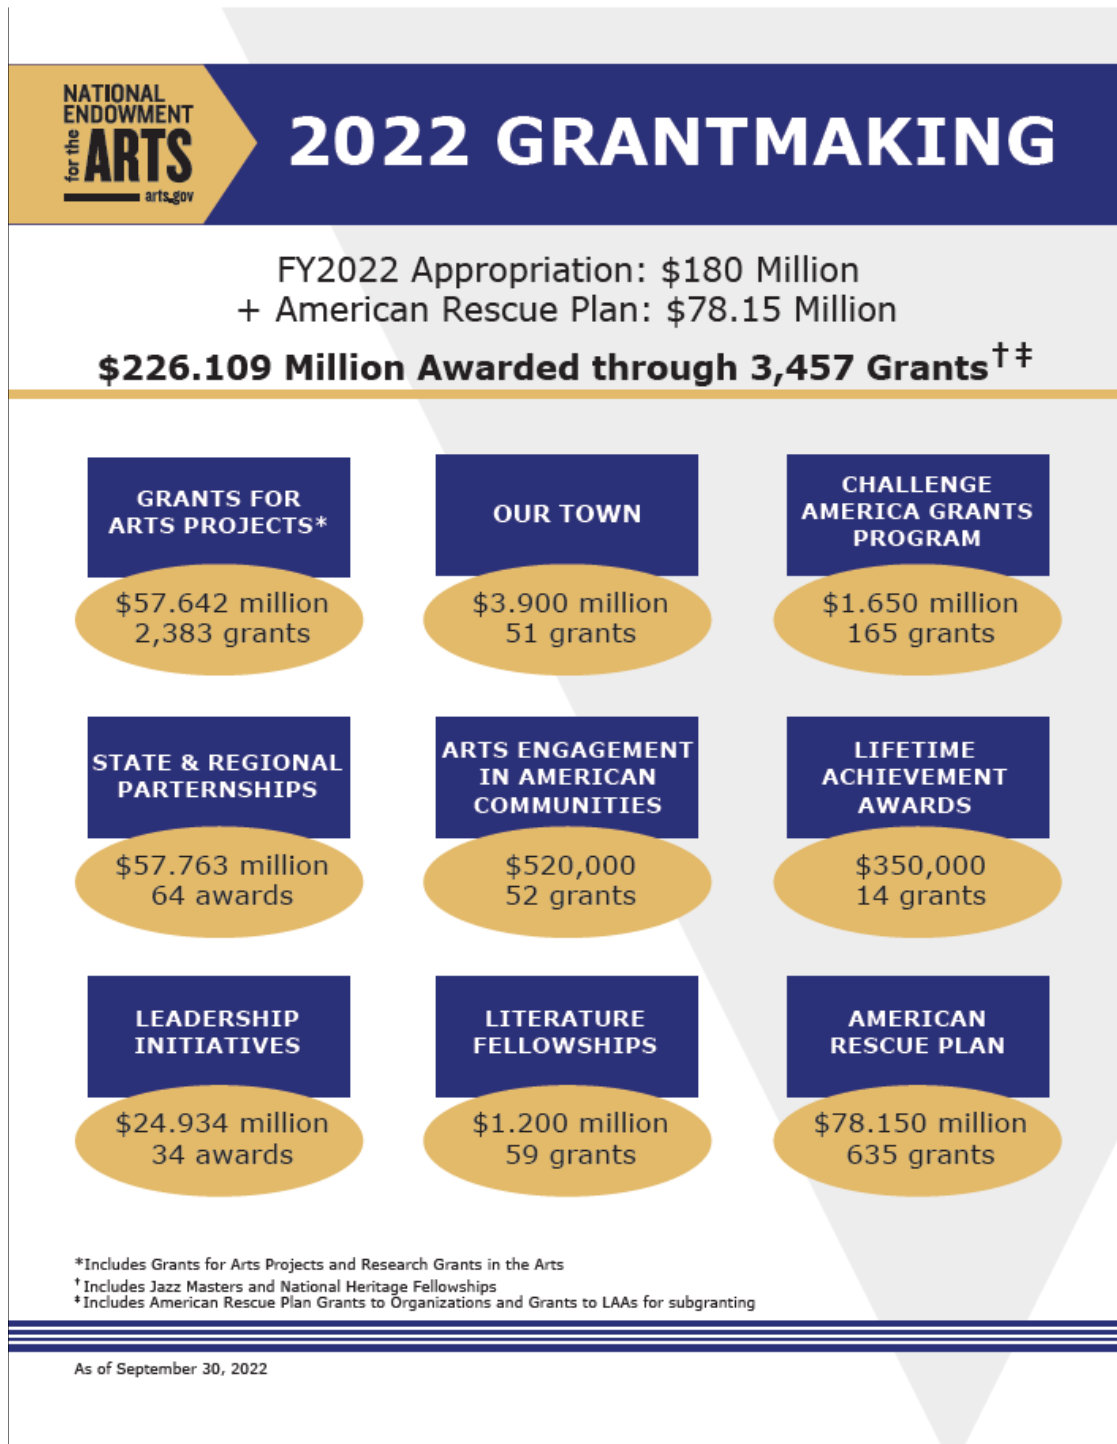 NATIONAL
ENDOWMENT
for the
ARTS
arts.gov
2022 GRANTMAKING
FY2022 Appropriation: $180 Million
+ American Rescue Plan: $78.15 Million
$226.109 Million Awarded through 3,457 Grants†‡
GRANTS FOR
ARTS PROJECTS*
$57.642 million
2,383 grants
OUR TOWN
$3.900 million
51 grants
CHALLENGE
AMERICA GRANTS
PROGRAM
$1.650 million
165 grants
STATE & REGIONAL
PARTERNSHIPS
$57.763 million
64 awards
ARTS ENGAGEMENT
IN AMERICAN
COMMUNITIES
$520,000
52 grants
LIFETIME
ACHIEVEMENT
AWARDS
$350,000
14 grants
LEADERSHIP
INITIATIVES
$24.934 million
34 awards
LITERATURE
FELLOWSHIPS
$1.200 million
59 grants
AMERICAN
RESCUE PLAN
$78.150 million
635 grants
*Includes Grants for Arts Projects and Research Grants in the Arts
†Includes Jazz Masters and National Heritage Fellowships
‡Includes American Rescue Plan Grants to Organizations and Grants to LAAs for subgranting
As of September 30, 2022